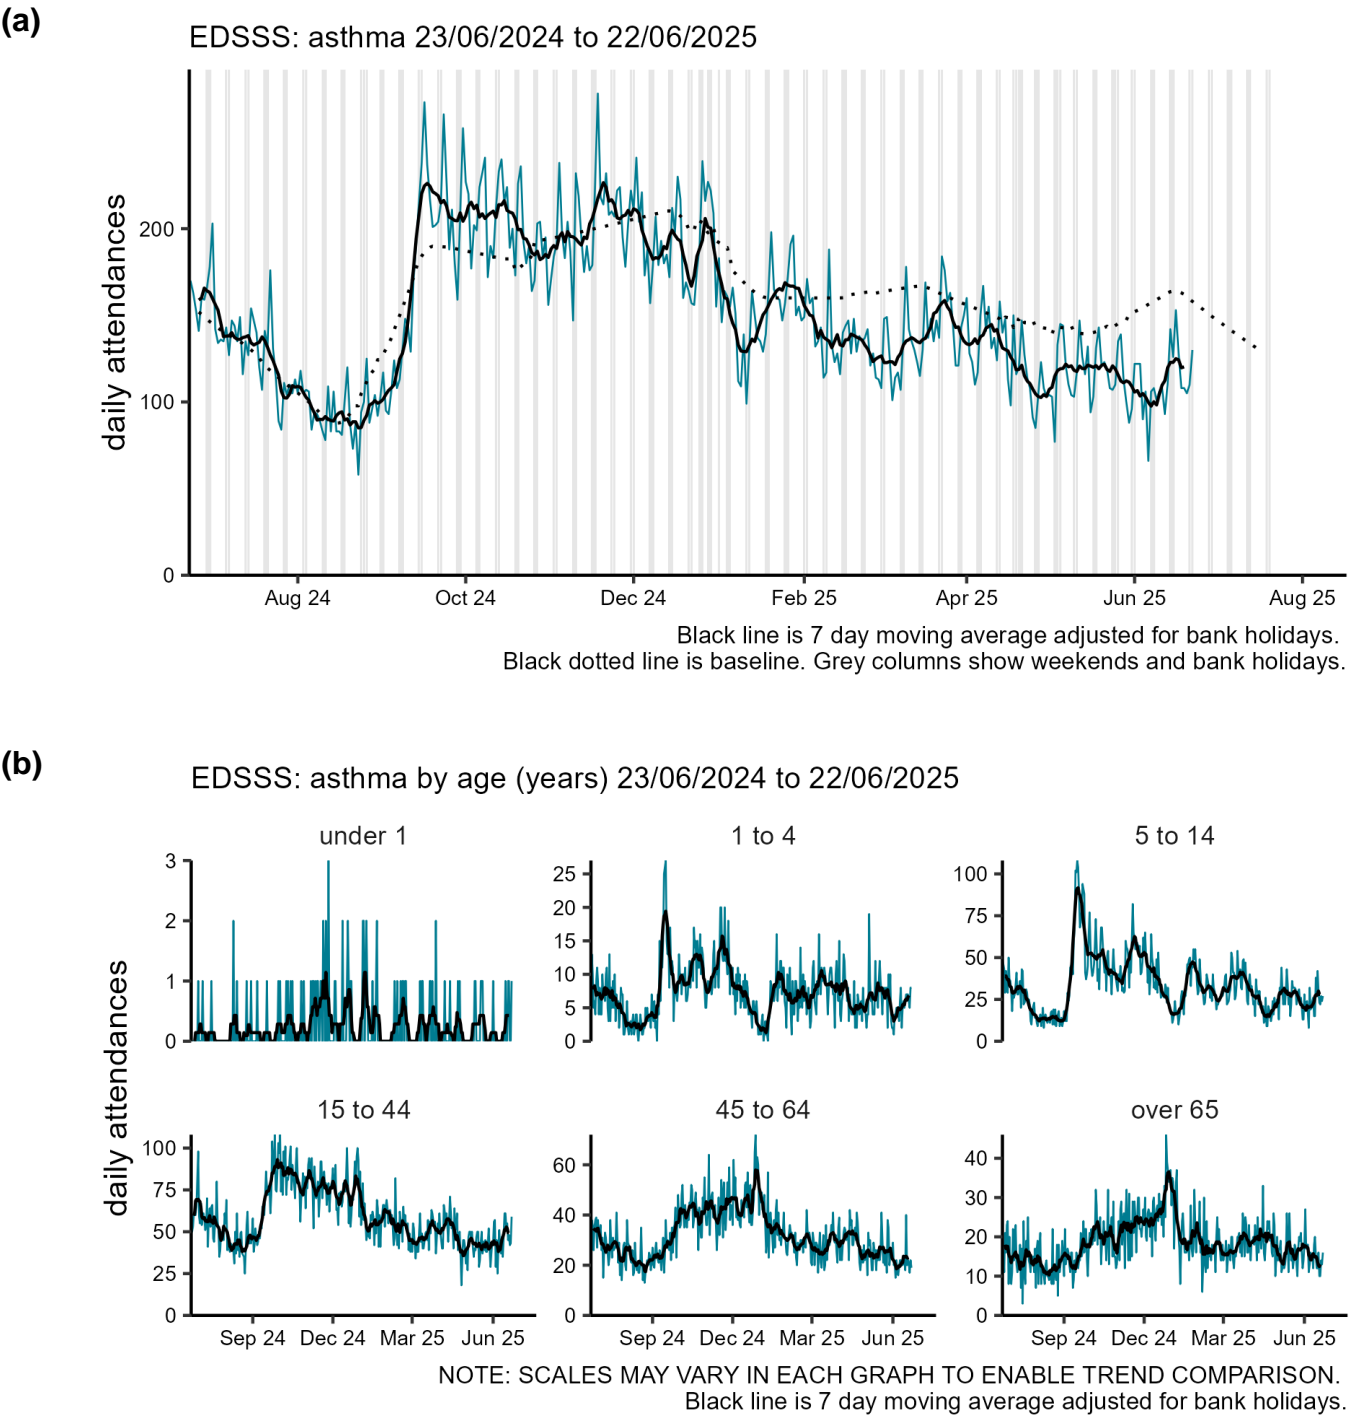 (a)
EDSSS: asthma 23/06/2024 to 22/06/2025
daily attendances
200
100
0
Aug 24 Oct 24 Dec 24 Feb 25 Apr 25 Jun 25 Aug 25
Black line is 7 day moving average adjusted for bank holidays.
Black dotted line is baseline. Grey columns show weekends and bank holidays.
(b)
EDSSS: asthma by age (years) 23/06/2024 to 22/06/2025
daily attendances
under 1
3
2
1
0
1 to 4
25
20
15
10
5
0
5 to 14
100
75
50
25
0
15 to 44
100
75
50
25
0
Sep 24 Dec 24 Mar 25 Jun 25
45 to 64
60
40
20
0
Sep 24 Dec 24 Mar 25 Jun 25
over 65
40
30
20
10
0
Sep 24 Dec 24 Mar 25 Jun 25
NOTE: SCALES MAY VARY IN EACH GRAPH TO ENABLE TREND COMPARISON.
Black line is 7 day moving average adjusted for bank holidays.